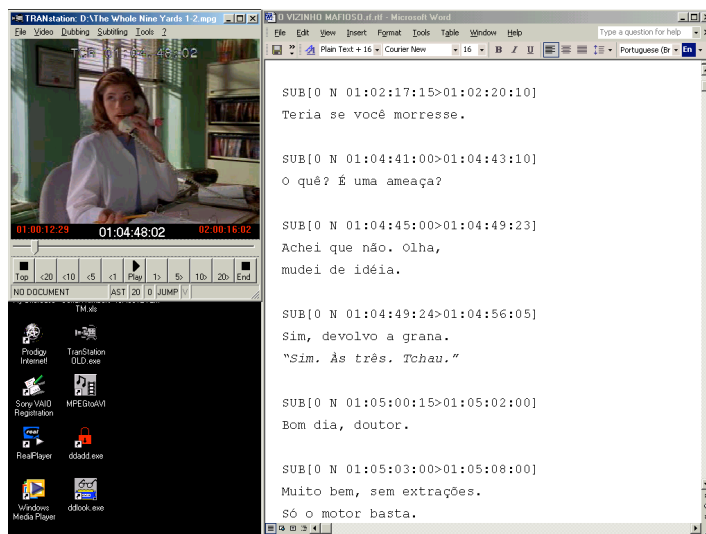 TRANstation: D:\The Whole Nine Yards 1-2.mpg
File Video Dubbing Subtitling Tools ?
TCR 01:04:48:02
01:00:12:29 01:04:48:02 02:00:16:02
Top <20 <10 <5 <1 Play 1> 5> 10> 20> End
NO DOCUMENT AST 20 0 JUMP V
TM.xls
Prodigy Internet!
TranStation OLD.exe
Sony VAIO Registration
MPEGtoAVI
real
RealPlayer
ddadd.exe
Windows Media Player
ddlook.exe
O VIZINHO MAFIOSO.rf.rtf - Microsoft Word
File Edit View Insert Format Tools Table Window Help Type a question for help
Plain Text + 16 Courier New 16 B I U Portuguese (Br En
SUB[0 N 01:02:17:15>01:02:20:10]
Teria se você morresse.
SUB[0 N 01:04:41:00>01:04:43:10]
O quê? É uma ameaça?
SUB[0 N 01:04:45:00>01:04:49:23]
Achei que não. Olha,
mudei de idéia.
SUB[0 N 01:04:49:24>01:04:56:05]
Sim, devolvo a grana.
“Sim. Às três. Tchau.”
SUB[0 N 01:05:00:15>01:05:02:00]
Bom dia, doutor.
SUB[0 N 01:05:03:00>01:05:08:00]
Muito bem, sem extrações.
Só o motor basta.